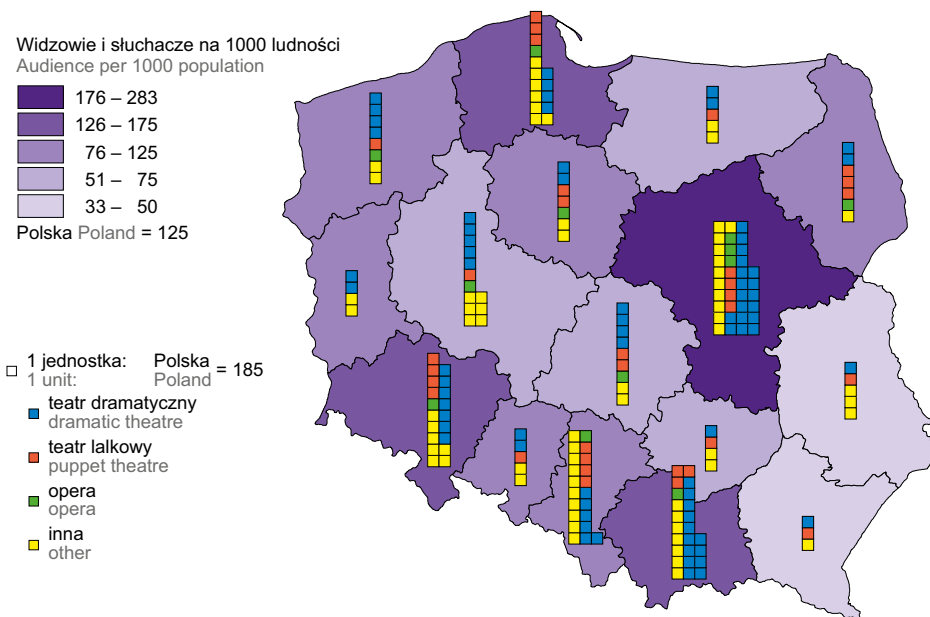 Widzowie i słuchacze na 1000 ludności
Audience per 1000 population
176 – 283
126 – 175
76 – 125
51 – 75
33 – 50
Polska Poland = 125
1 jednostka: Polska = 185
1 unit: Poland
teatr dramatyczny
dramatic theatre
teatr lalkowy
puppet theatre
opera
opera
inna
other